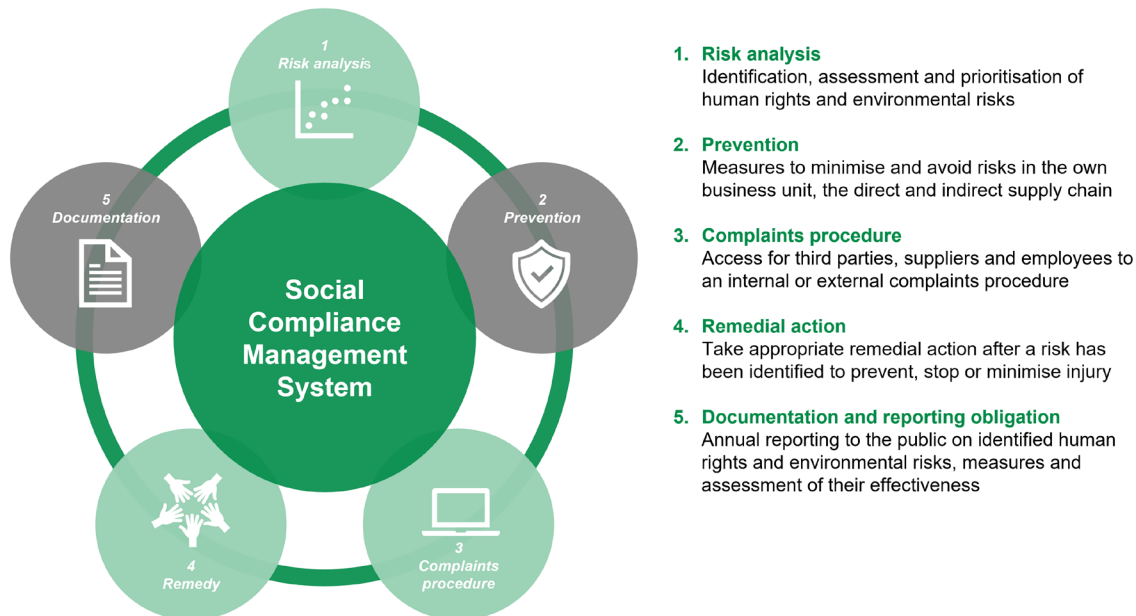 1
Risk analysis
5
Documentation
2
Prevention
Social
Compliance
Management
System
4
Remedy
3
Complaints
procedure
1. Risk analysis
Identification, assessment and prioritisation of
human rights and environmental risks
2. Prevention
Measures to minimise and avoid risks in the own
business unit, the direct and indirect supply chain
3. Complaints procedure
Access for third parties, suppliers and employees to
an internal or external complaints procedure
4. Remedial action
Take appropriate remedial action after a risk has
been identified to prevent, stop or minimise injury
5. Documentation and reporting obligation
Annual reporting to the public on identified human
rights and environmental risks, measures and
assessment of their effectiveness